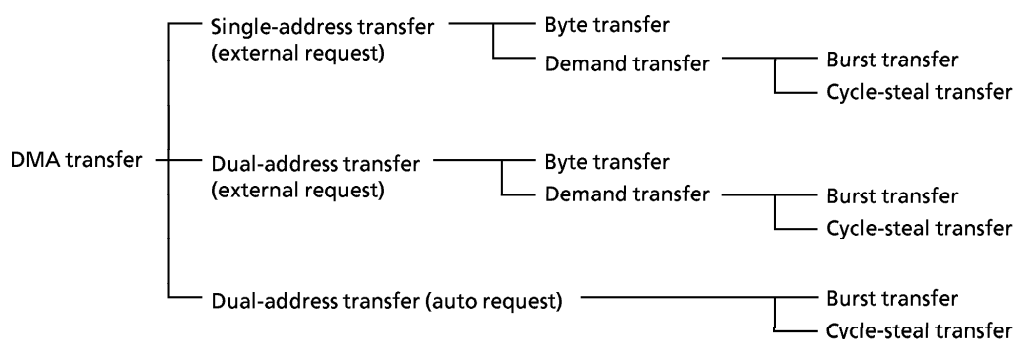 Single-address transfer
(external request)
Byte transfer
Demand transfer
Burst transfer
Cycle-steal transfer
DMA transfer
Dual-address transfer
(external request)
Byte transfer
Demand transfer
Burst transfer
Cycle-steal transfer
Dual-address transfer (auto request)
Burst transfer
Cycle-steal transfer